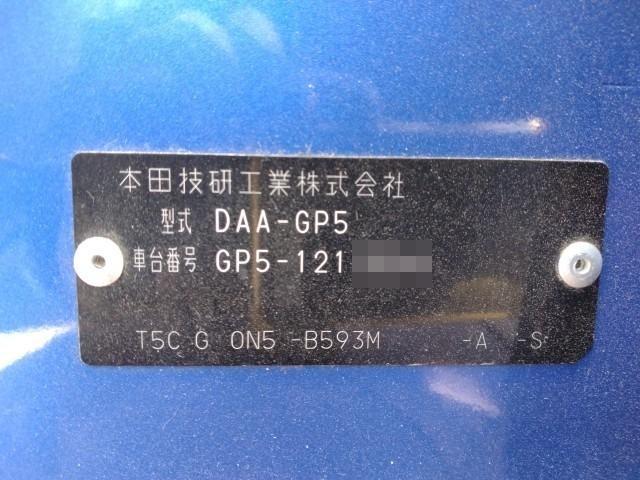 本田技研工業株式会社
型式 DAA-GP5
車台番号 GP5-121
T5C G 0N5 -B593M -A -S